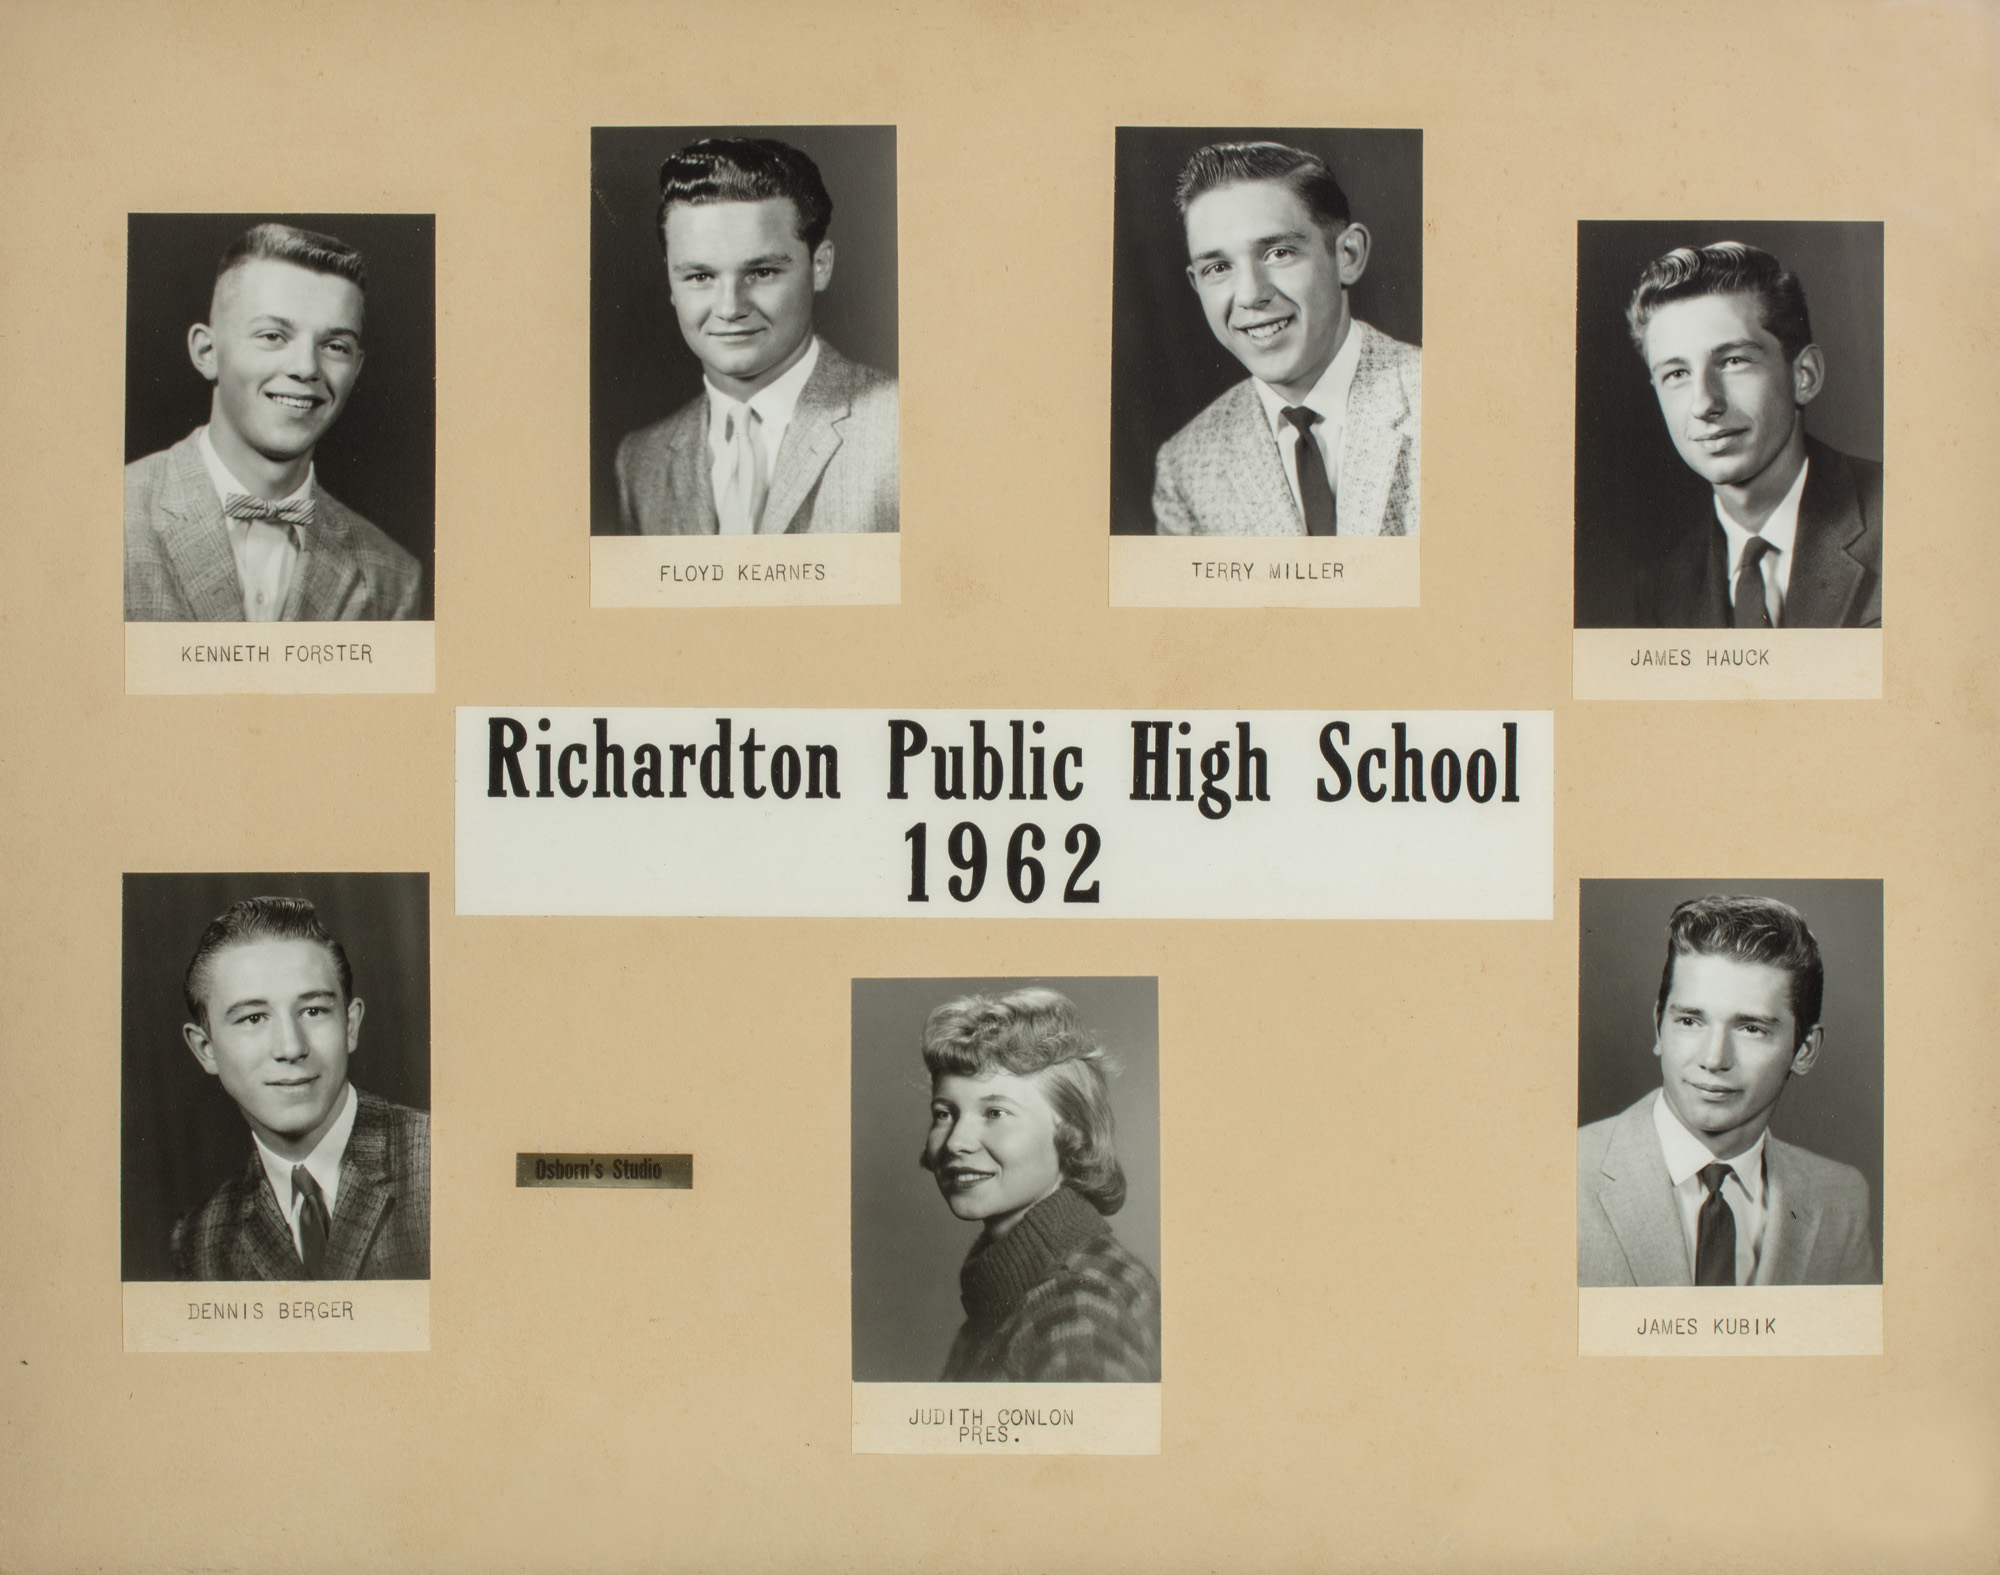 FLOYD KEARNES
TERRY MILLER
KENNETH FORSTER
JAMES HAUCK
Richardton Public High School
1962
Osborn's Studio
DENNIS BERGER
JAMES KUBIK
JUDITH CONLON
PRES.